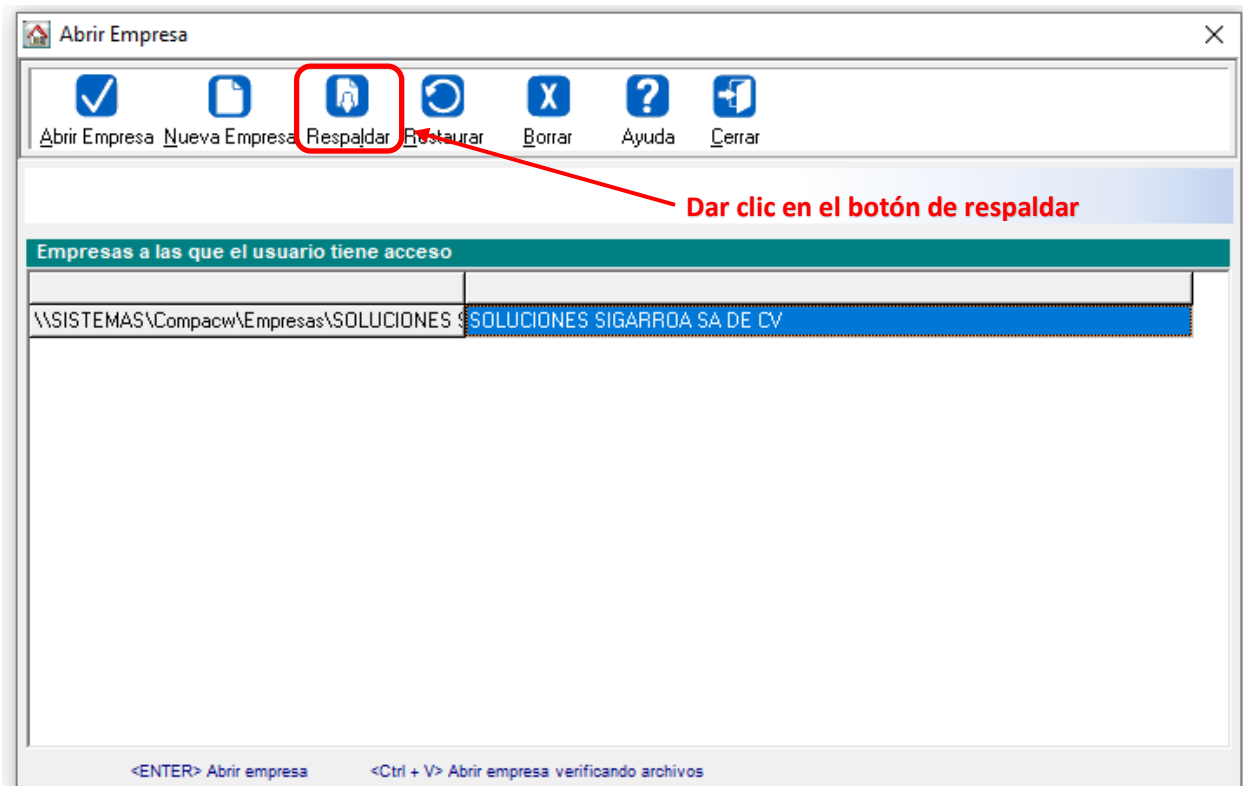 Abrir Empresa
Abrir Empresa Nueva Empresa Respaldar Restaurar Borrar Ayuda Cerrar
Dar clic en el botón de respaldar
Empresas a las que el usuario tiene acceso
\\SISTEMAS\Compacw\Empresas\SOLUCIONES S SOLUCIONES SIGARROA SA DE CV
<ENTER> Abrir empresa <Ctrl + V> Abrir empresa verificando archivos